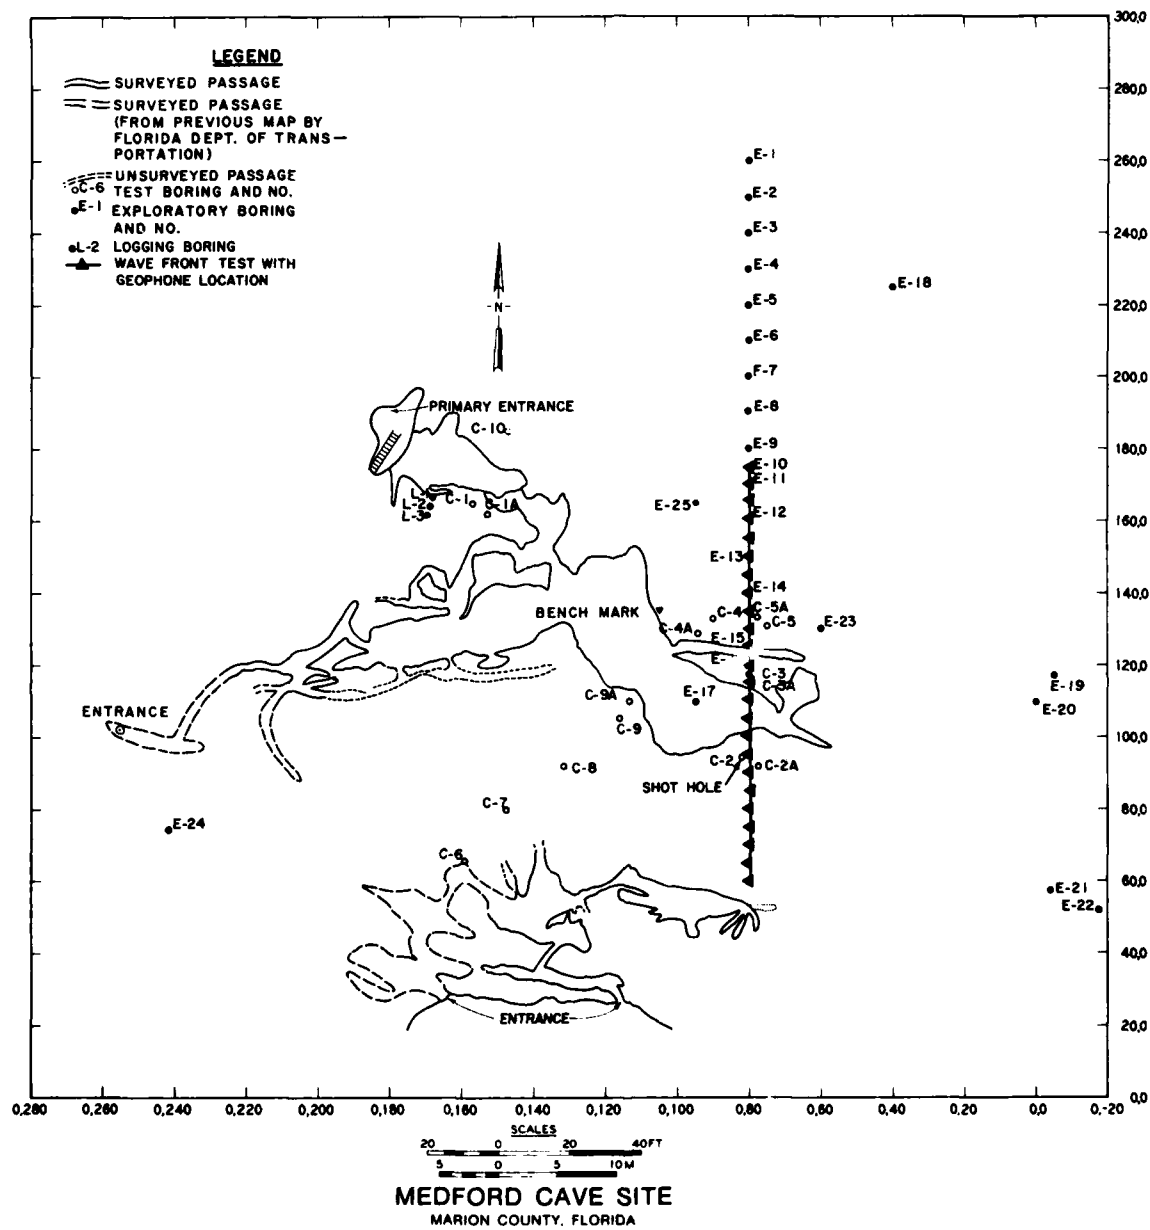 300,0
LEGEND
SURVEYED PASSAGE
280,0
SURVEYED PASSAGE
(FROM PREVIOUS MAP BY
FLORIDA DEPT. OF TRANS—
PORTATION)
260,0
E-1
UNSURVEYED PASSAGE
C-6 TEST BORING AND NO.
E-1 EXPLORATORY BORING
AND NO.
L-2 LOGGING BORING
WAVE FRONT TEST WITH
GEOPHONE LOCATION
E-2
E-3
240,0
E-4
E-18
E-5
220,0
-N-
E-6
F-7
200,0
PRIMARY ENTRANCE
E-8
C-10
E-9
180,0
E-10
E-11
L-
L-2
L-3
C-1
C-1A
E-25
E-12
160,0
E-13
E-14
140,0
BENCH MARK
C-4
C-5A
C-4A
C-5
E-23
E-15
E-
120,0
C-3
C-3A
E-19
C-9A
E-17
E-20
ENTRANCE
C-9
100,0
C-2
C-2A
C-8
SHOT HOLE
C-7
80,0
E-24
C-6
60,0
E-21
E-22
40,0
ENTRANCE
20,0
0,0
0,280 0,260 0,240 0,220 0,200 0,180 0,160 0,140 0,120 0,100 0,80 0,60 0,40 0,20 0,0 0,-20
SCALES
20 0 20 40FT
5 0 5 10M
MEDFORD CAVE SITE
MARION COUNTY, FLORIDA